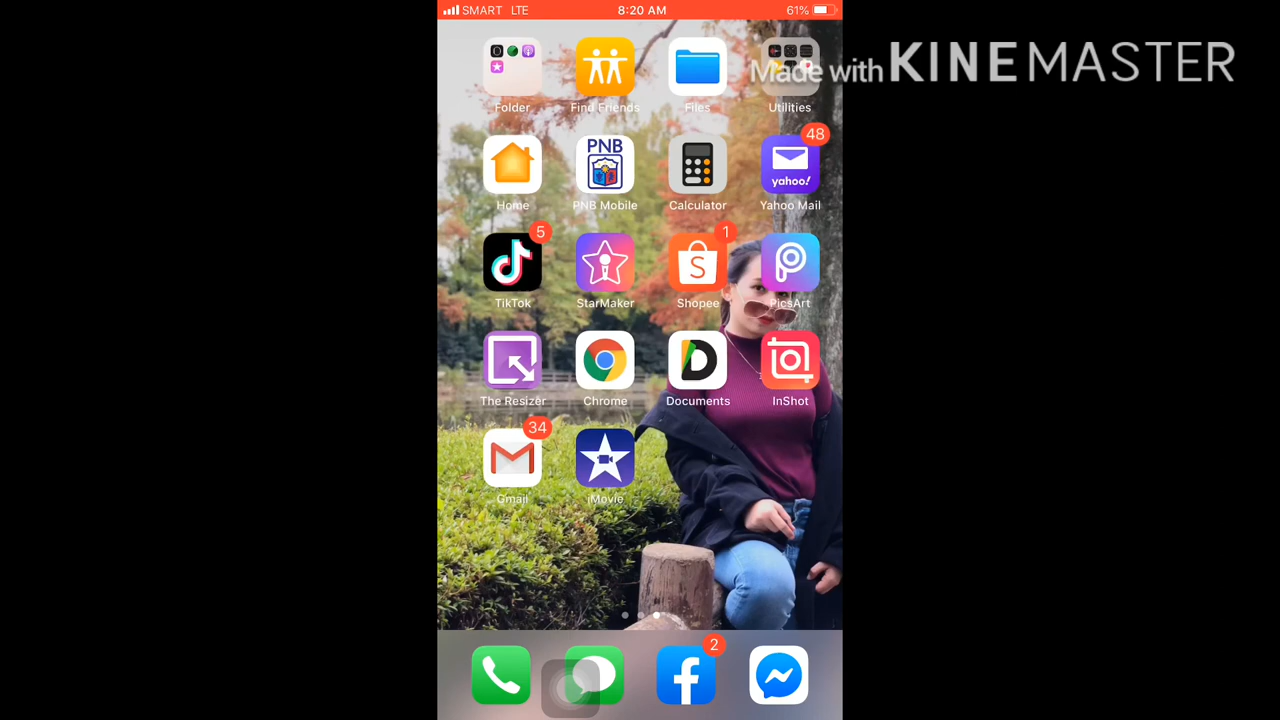 SMART LTE 8:20 AM 61%
Made with KINEMASTER
Folder Find Friends Files Utilities
PNB 48
yahoo!
Home PNB Mobile Calculator Yahoo Mail
5 1
S
TikTok StarMaker Shopee PicsArt
The Resizer Chrome Documents InShot
34
Gmail iMovie
2